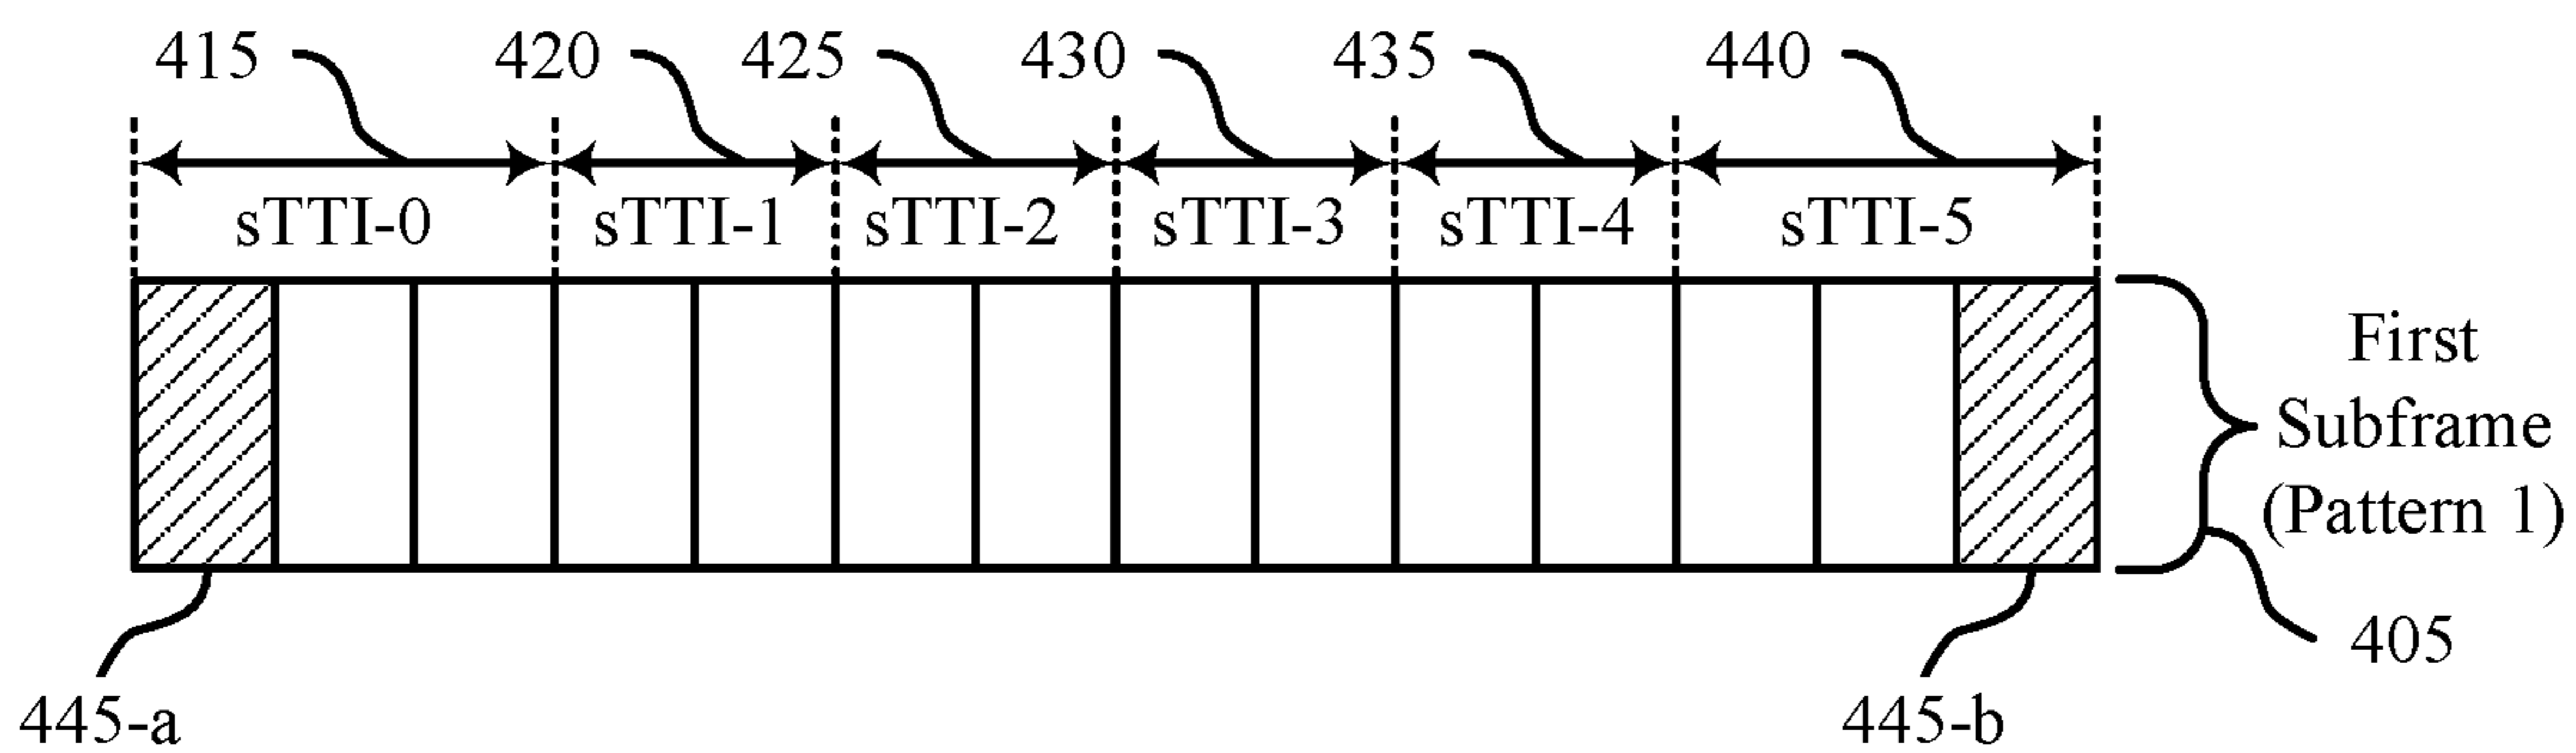 415 420 425 430 435 440
sTTI-0 sTTI-1 sTTI-2 sTTI-3 sTTI-4 sTTI-5
First
Subframe
(Pattern 1)
405
445-a 445-b